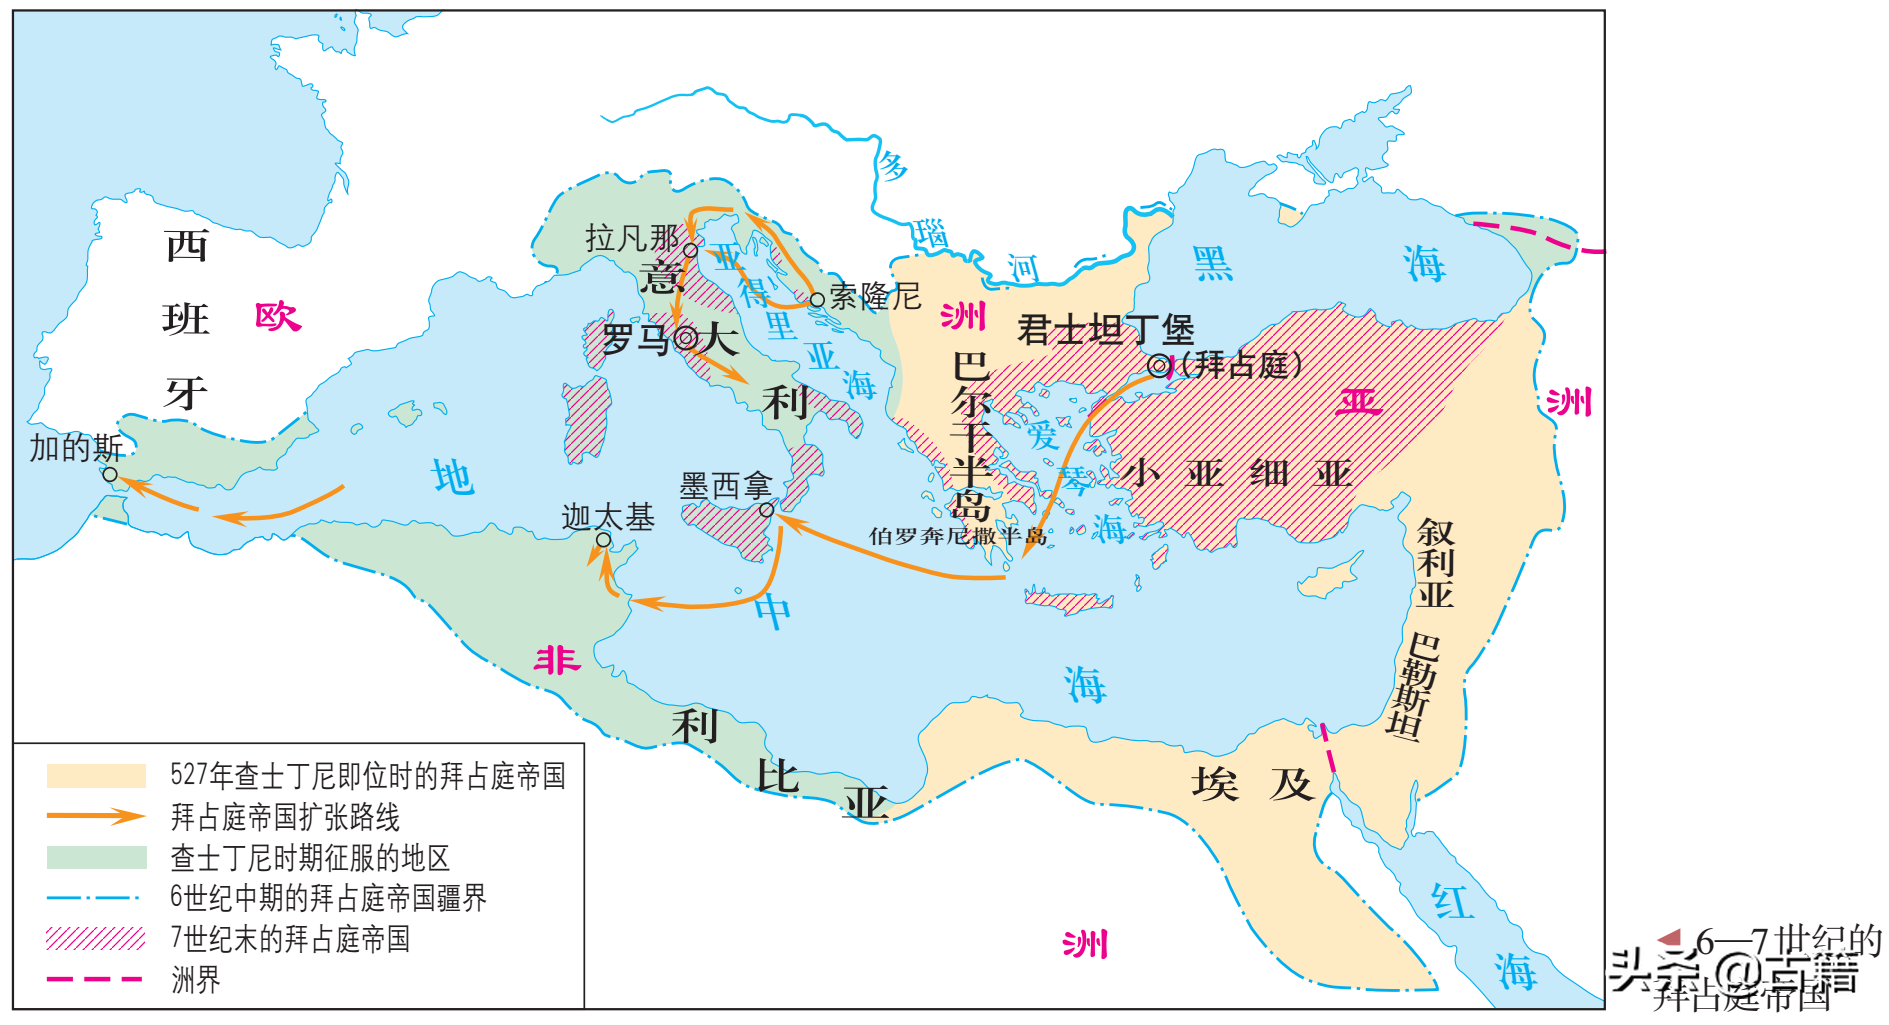 西班牙
欧洲
亚洲
非洲
多瑙河
黑海
拉凡那
意大利
亚得里亚海
索隆尼
罗马
君士坦丁堡
(拜占庭)
巴尔干半岛
爱琴海
小亚细亚
加的斯
地中海
墨西拿
迦太基
伯罗奔尼撒半岛
叙利亚
巴勒斯坦
利比亚
埃及
红海
527年查士丁尼即位时的拜占庭帝国
拜占庭帝国扩张路线
查士丁尼时期征服的地区
6世纪中期的拜占庭帝国疆界
7世纪末的拜占庭帝国
洲界
6—7世纪的
拜占庭帝国
头条@古籍